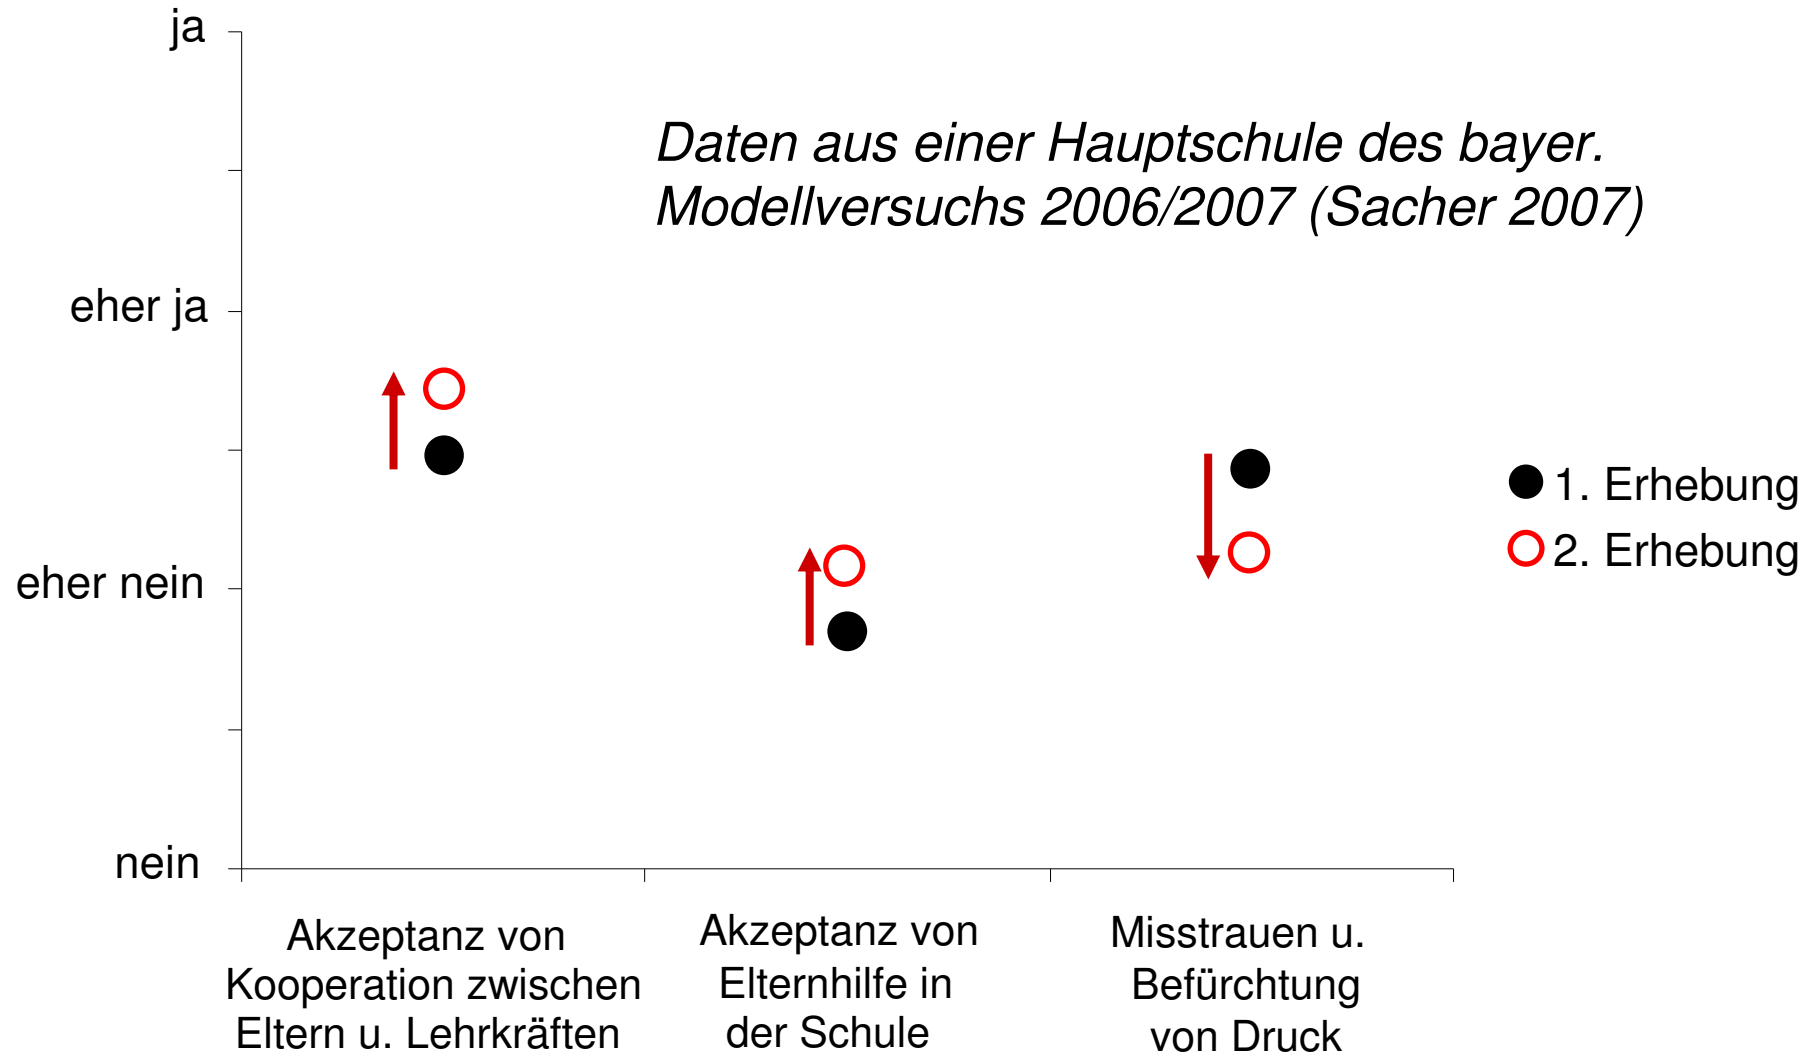 ja
Daten aus einer Hauptschule des bayer.
Modellversuchs 2006/2007 (Sacher 2007)
eher ja
1. Erhebung
2. Erhebung
eher nein
nein
Akzeptanz von
Kooperation zwischen
Eltern u. Lehrkräften
Akzeptanz von
Elternhilfe in
der Schule
Misstrauen u.
Befürchtung
von Druck